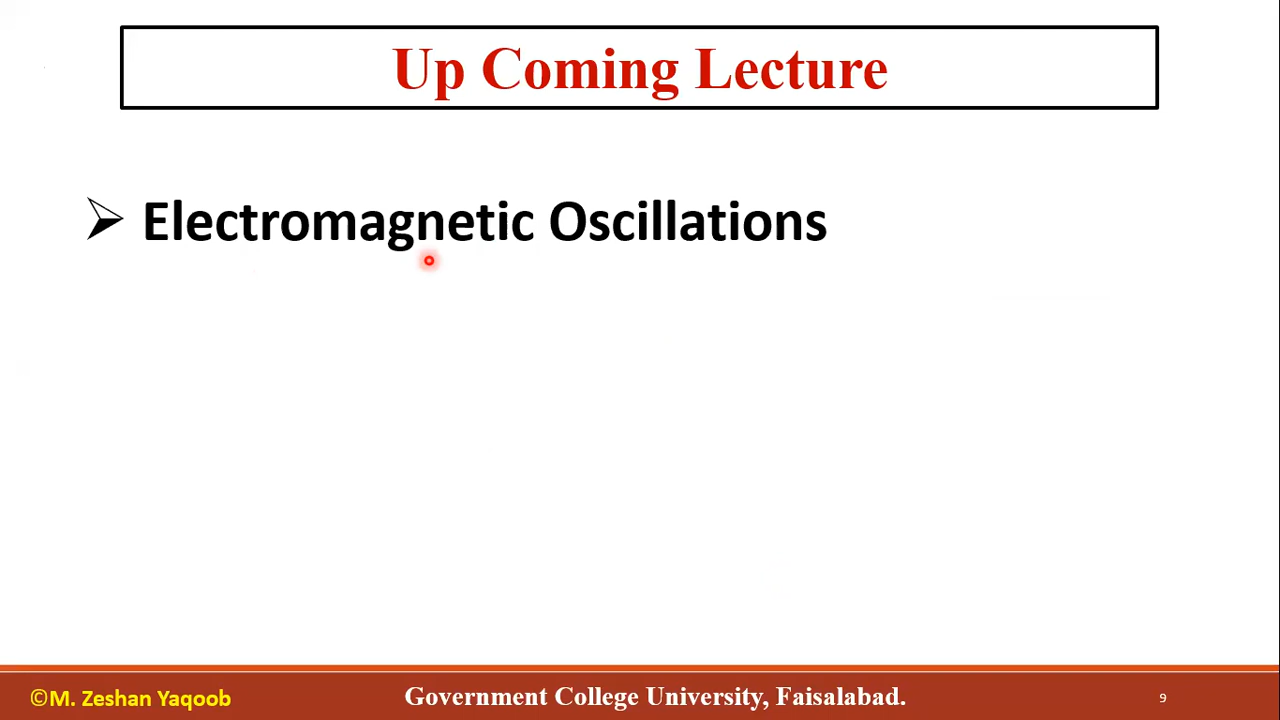 Up Coming Lecture
➢ Electromagnetic Oscillations
©M. Zeshan Yaqoob
Government College University, Faisalabad.
9